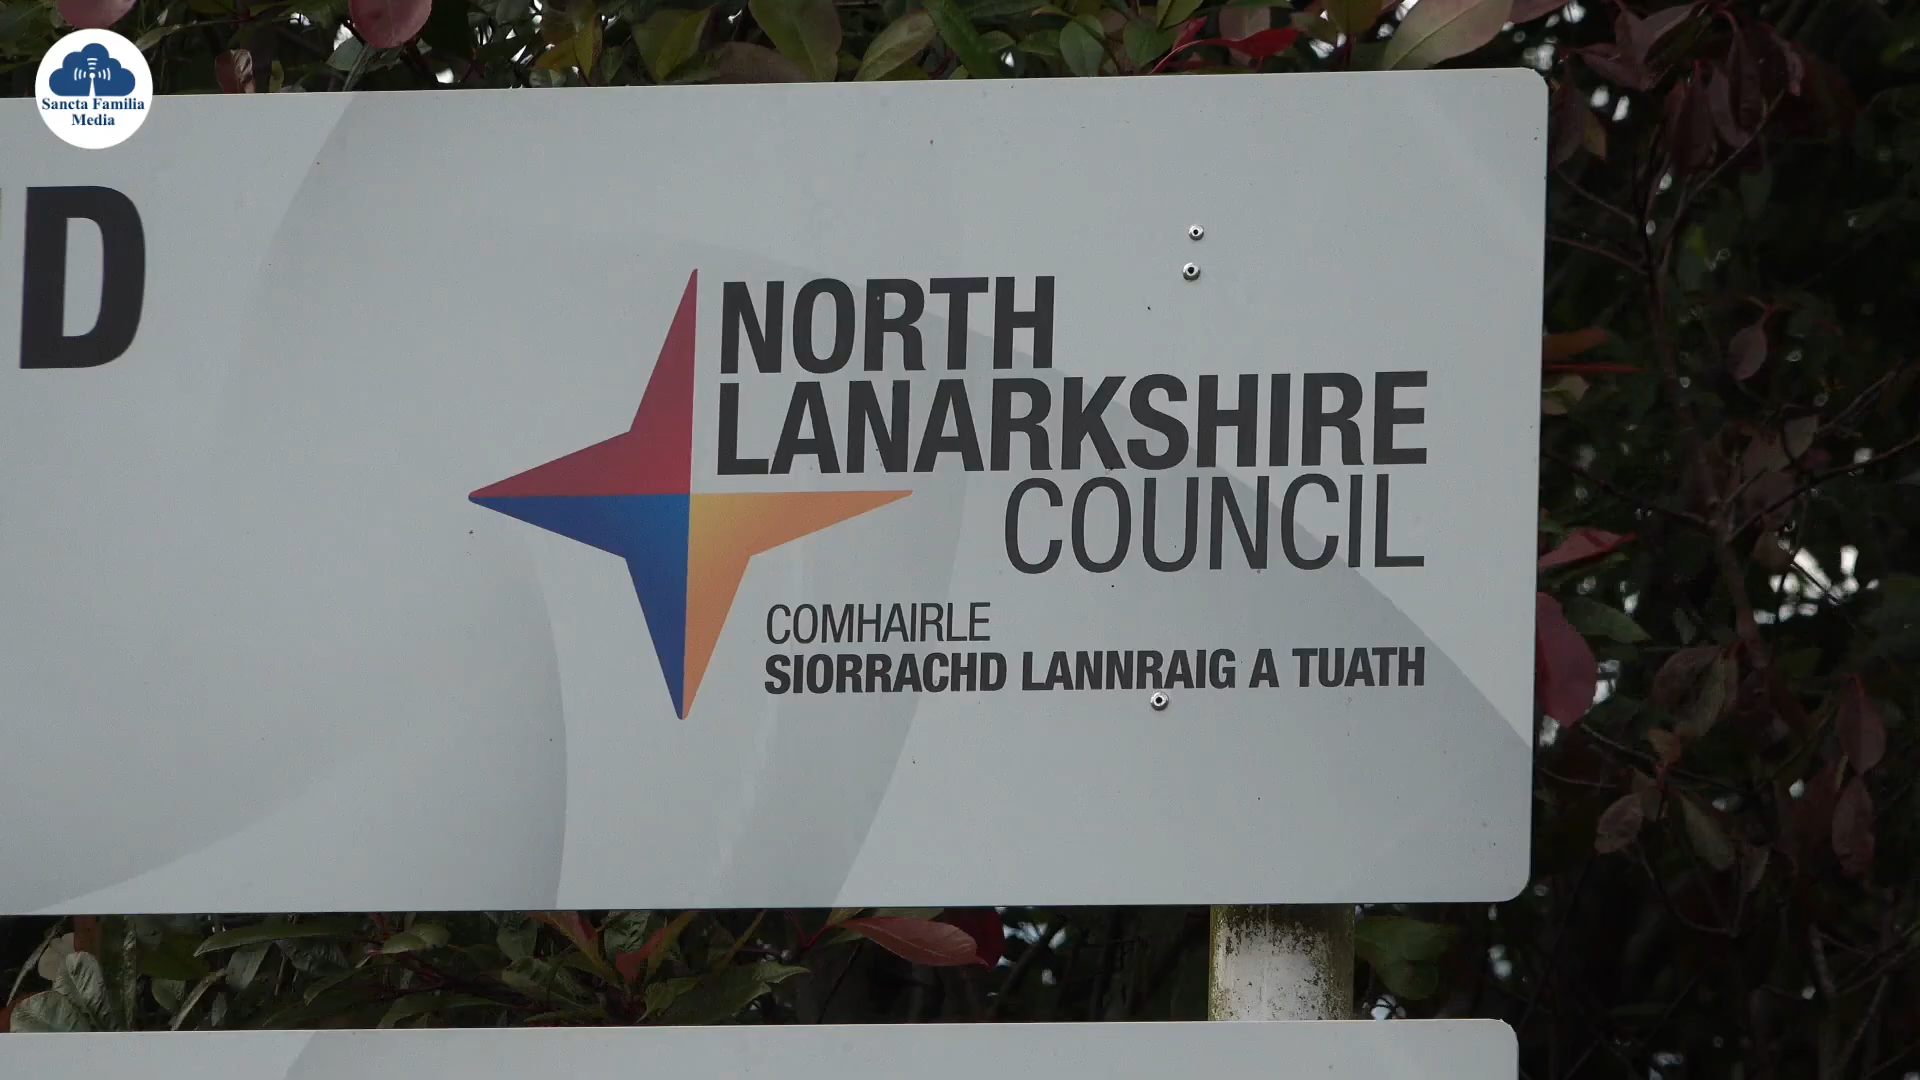 Sancta Familia
Media
D
NORTH
LANARKSHIRE
COUNCIL
COMHAIRLE
SIORRACHD LANNRAIG A TUATH